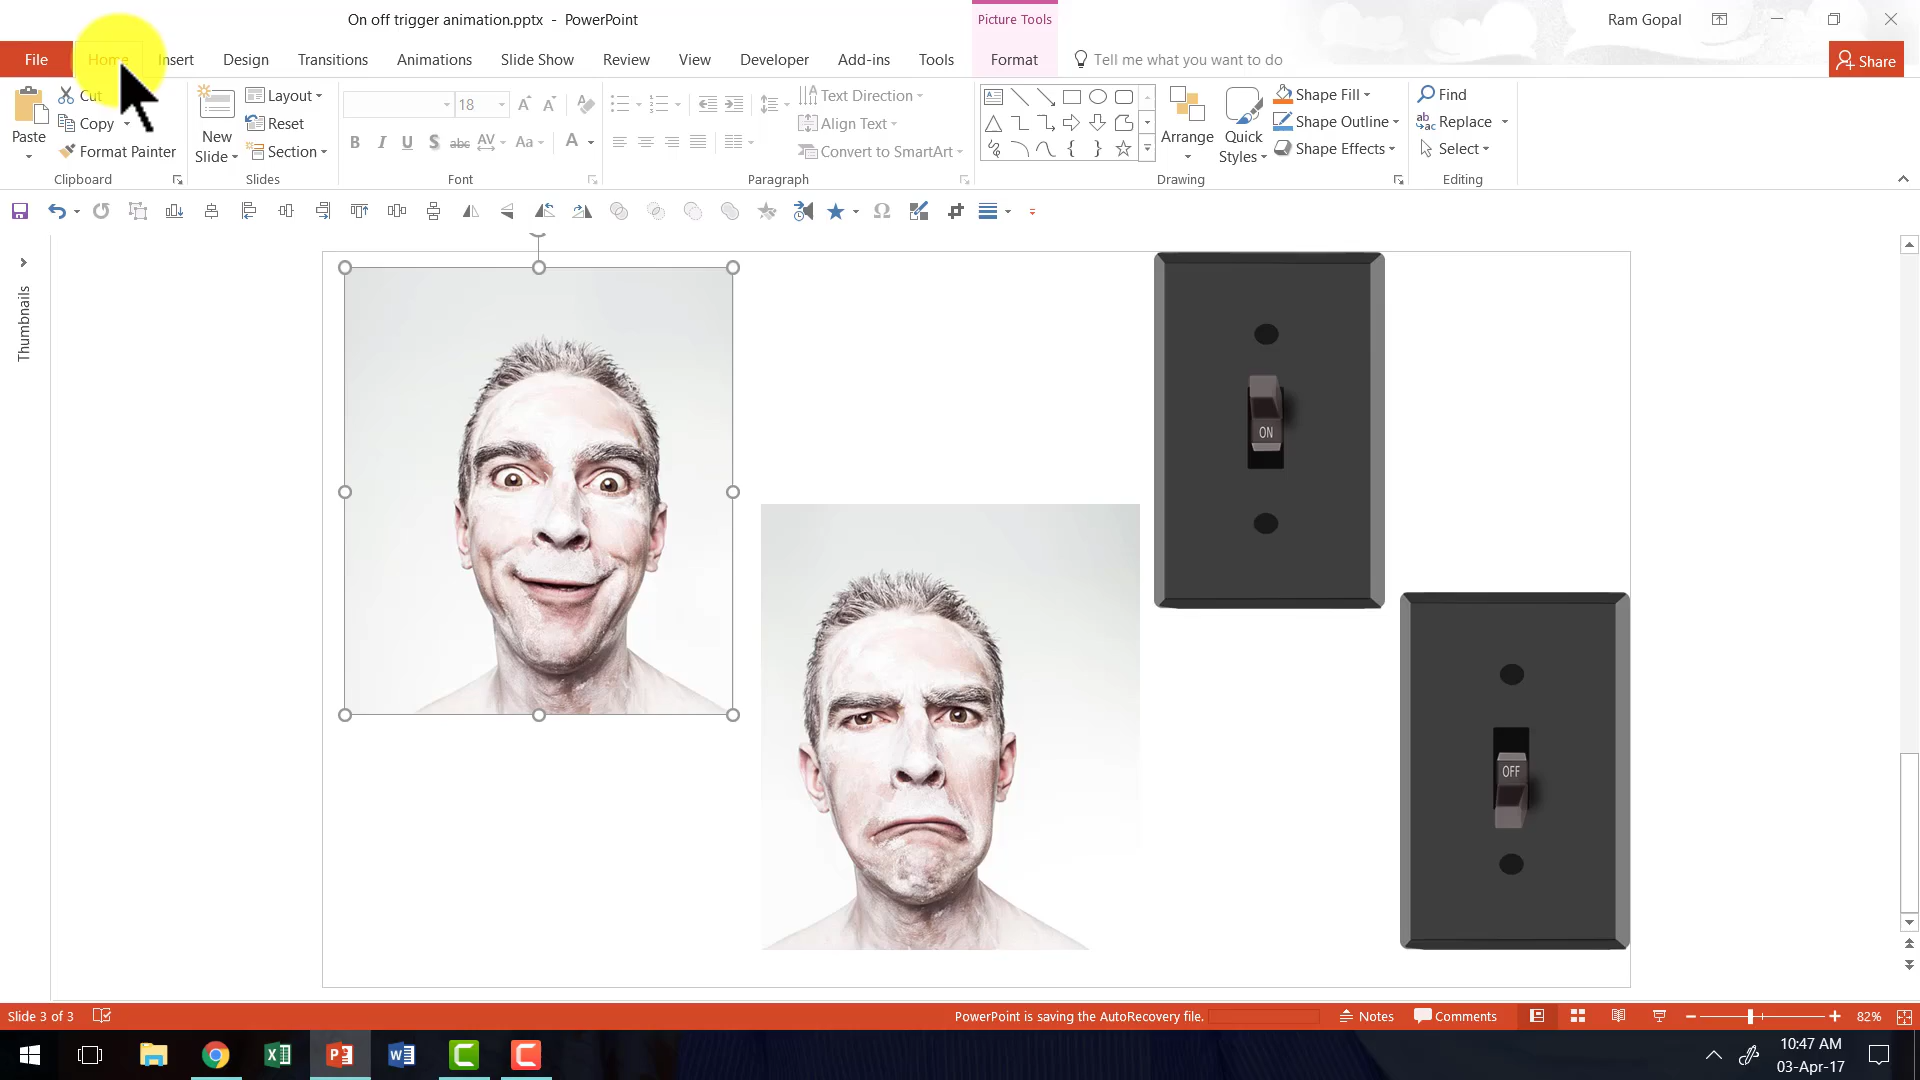 On off trigger animation.pptx - PowerPoint
Picture Tools
Ram Gopal
File
Home
Insert
Design
Transitions
Animations
Slide Show
Review
View
Developer
Add-ins
Tools
Format
Tell me what you want to do
Share
Paste
Cut
Copy
Format Painter
Clipboard
New
Slide
Layout
Reset
Section
Slides
18
B I U S abc AV Aa A
Font
Text Direction
Align Text
Convert to SmartArt
Paragraph
Arrange
Quick
Styles
Shape Fill
Shape Outline
Shape Effects
Drawing
Find
Replace
Select
Editing
Thumbnails
ON
OFF
Slide 3 of 3
PowerPoint is saving the AutoRecovery file.
Notes
Comments
82%
10:47 AM
03-Apr-17